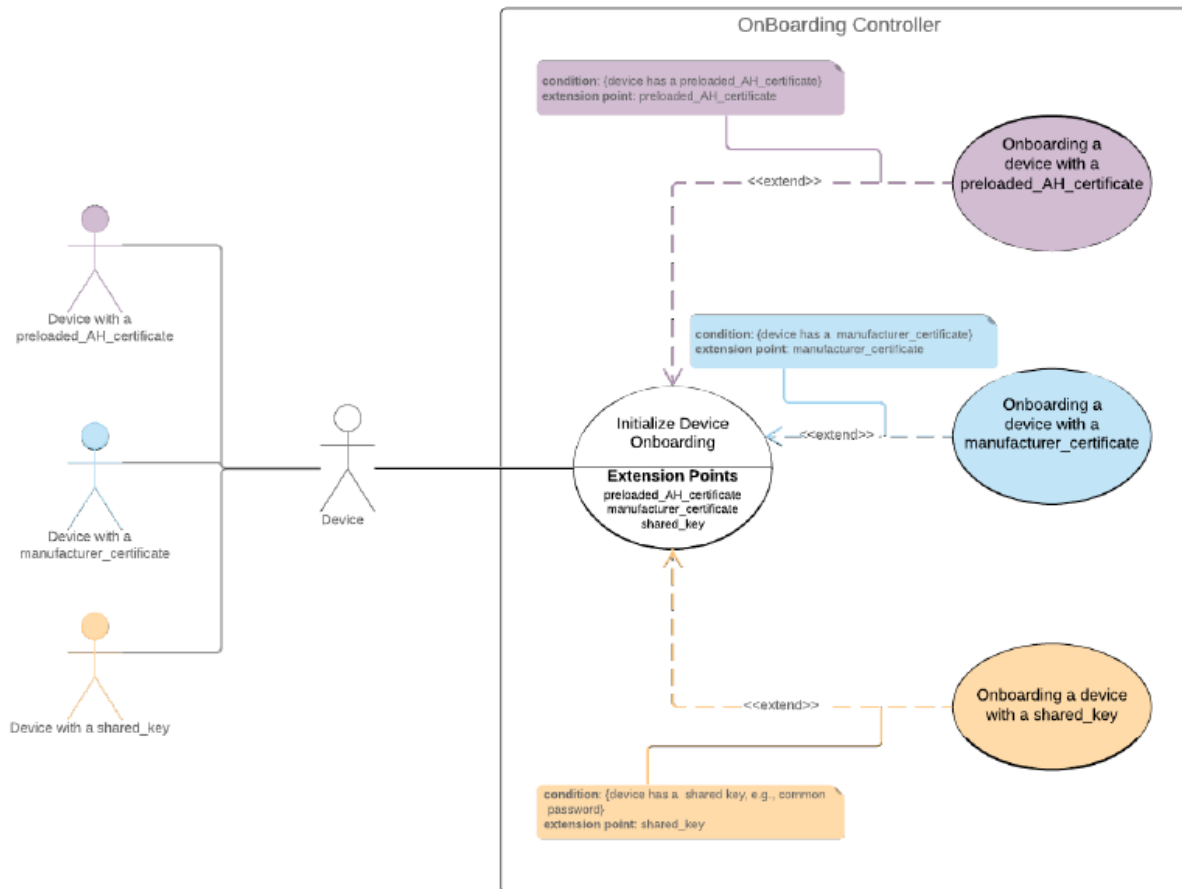 OnBoarding Controller
condition: {device has a preloaded_AH_certificate}
extension point: preloaded_AH_certificate
Onboarding a
device with a
preloaded_AH_certificate
<<extend>>
Device with a
preloaded_AH_certificate
condition: {device has a manufacturer_certificate}
extension point: manufacturer_certificate
Onboarding a
device with a
manufacturer_certificate
<<extend>>
Initialize Device
Onboarding
Extension Points
preloaded_AH_certificate
manufacturer_certificate
shared_key
Device
Device with a
manufacturer_certificate
Device with a shared_key
Onboarding a device
with a shared_key
<<extend>>
condition: {device has a shared key, e.g., common
password}
extension point: shared_key